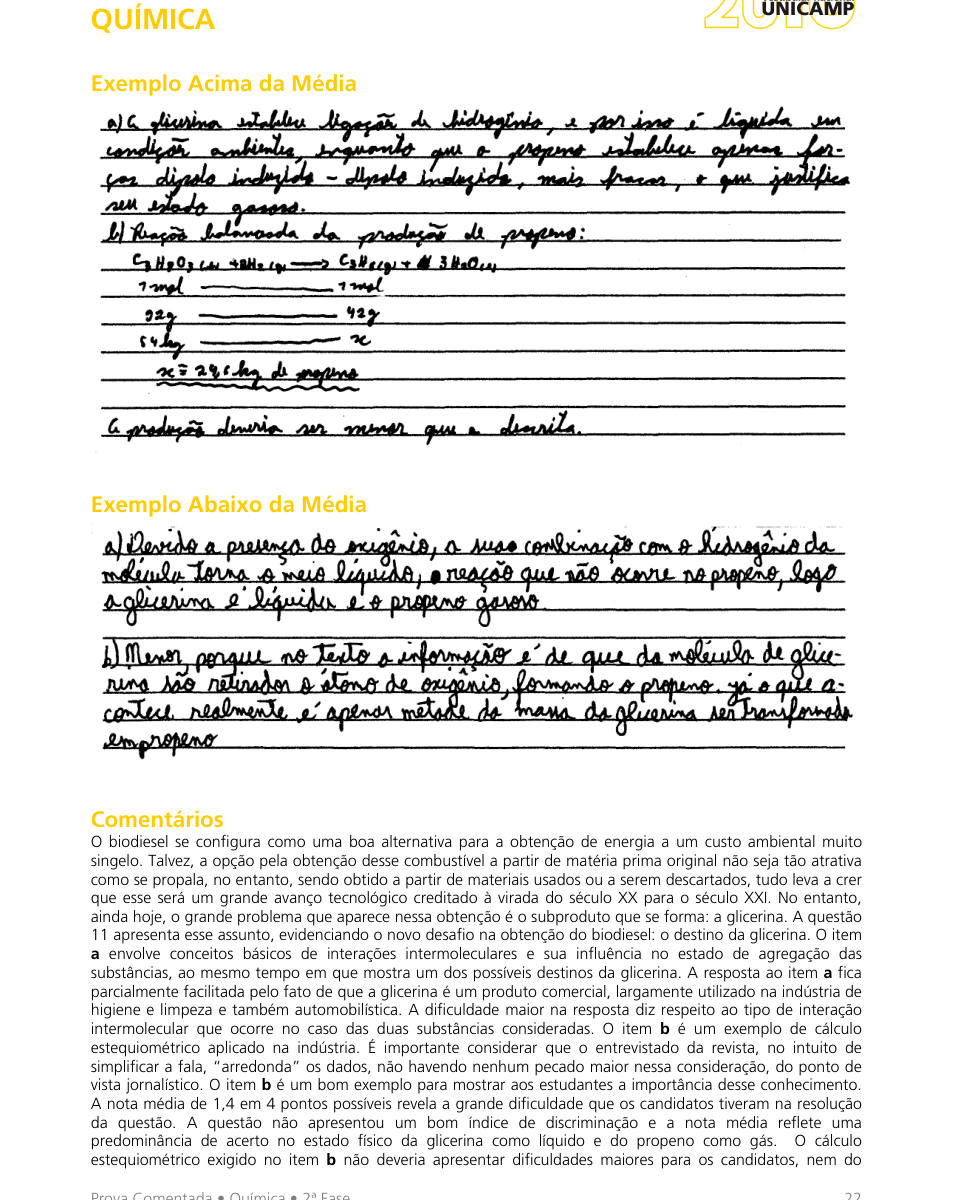 QUÍMICA
UNICAMP
Exemplo Acima da Média
a) A glicerina estabelece ligação de hidrogênio, e por isso é líquida em
condição ambientes, enquanto que o propeno estabelece apenas for-
ças dipolo induzido - dipolo induzido, mais fracas, o que justifica
seu estado gasoso.
b) Reação balanceada da produção de propeno:
1 mol 1 mol
92g 42g
54 kg x
kg de propeno
A produção deveria ser menor que a descrita.
Exemplo Abaixo da Média
a) Devido a presença do oxigênio, a sua combinação com o hidrogênio da
molécula torna o meio líquido, reação que não ocorre no propeno, logo
a glicerina é líquida e o propeno gasoso.
b) Menor, porque no texto a informação é de que da molécula de glice-
rina são retirados o átomo de oxigênio, formando o propeno. já o que a-
contece realmente é apenas metade da massa da glicerina ser transformada
em propeno
Comentários
O biodiesel se configura como uma boa alternativa para a obtenção de energia a um custo ambiental muito
singelo. Talvez, a opção pela obtenção desse combustível a partir de matéria prima original não seja tão atrativa
como se propala, no entanto, sendo obtido a partir de materiais usados ou a serem descartados, tudo leva a crer
que esse será um grande avanço tecnológico creditado à virada do século XX para o século XXI. No entanto,
ainda hoje, o grande problema que aparece nessa obtenção é o subproduto que se forma: a glicerina. A questão
11 apresenta esse assunto, evidenciando o novo desafio na obtenção do biodiesel: o destino da glicerina. O item
a envolve conceitos básicos de interações intermoleculares e sua influência no estado de agregação das
substâncias, ao mesmo tempo em que mostra um dos possíveis destinos da glicerina. A resposta ao item a fica
parcialmente facilitada pelo fato de que a glicerina é um produto comercial, largamente utilizado na indústria de
higiene e limpeza e também automobilística. A dificuldade maior na resposta diz respeito ao tipo de interação
intermolecular que ocorre no caso das duas substâncias consideradas. O item b é um exemplo de cálculo
estequiométrico aplicado na indústria. É importante considerar que o entrevistado da revista, no intuito de
simplificar a fala, “arredonda” os dados, não havendo nenhum pecado maior nessa consideração, do ponto de
vista jornalístico. O item b é um bom exemplo para mostrar aos estudantes a importância desse conhecimento.
A nota média de 1,4 em 4 pontos possíveis revela a grande dificuldade que os candidatos tiveram na resolução
da questão. A questão não apresentou um bom índice de discriminação e a nota média reflete uma
predominância de acerto no estado físico da glicerina como líquido e do propeno como gás. O cálculo
estequiométrico exigido no item b não deveria apresentar dificuldades maiores para os candidatos, nem do
Prova Comentada • Química • 2ª Fase 22